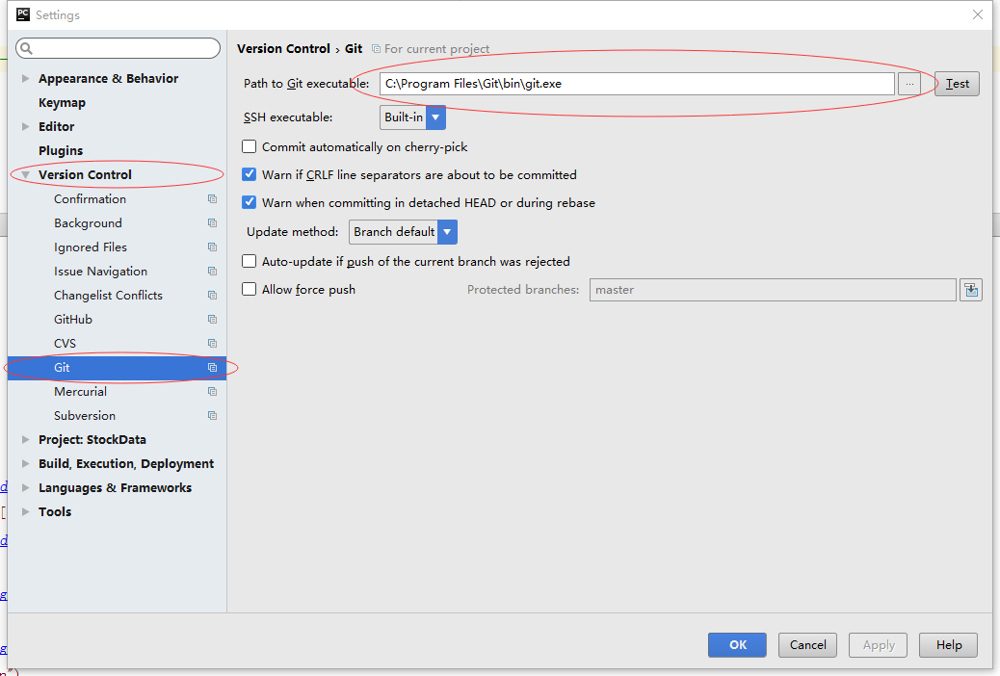 PC Settings
Version Control › Git For current project
Appearance & Behavior
Keymap
Editor
Plugins
Version Control
Confirmation
Background
Ignored Files
Issue Navigation
Changelist Conflicts
GitHub
CVS
Git
Mercurial
Subversion
Project: StockData
Build, Execution, Deployment
Languages & Frameworks
Tools
Path to Git executable: C:\Program Files\Git\bin\git.exe ... Test
SSH executable: Built-in
Commit automatically on cherry-pick
Warn if CRLF line separators are about to be committed
Warn when committing in detached HEAD or during rebase
Update method: Branch default
Auto-update if push of the current branch was rejected
Allow force push Protected branches: master
OK Cancel Apply Help
d
[
d
g
g
n")